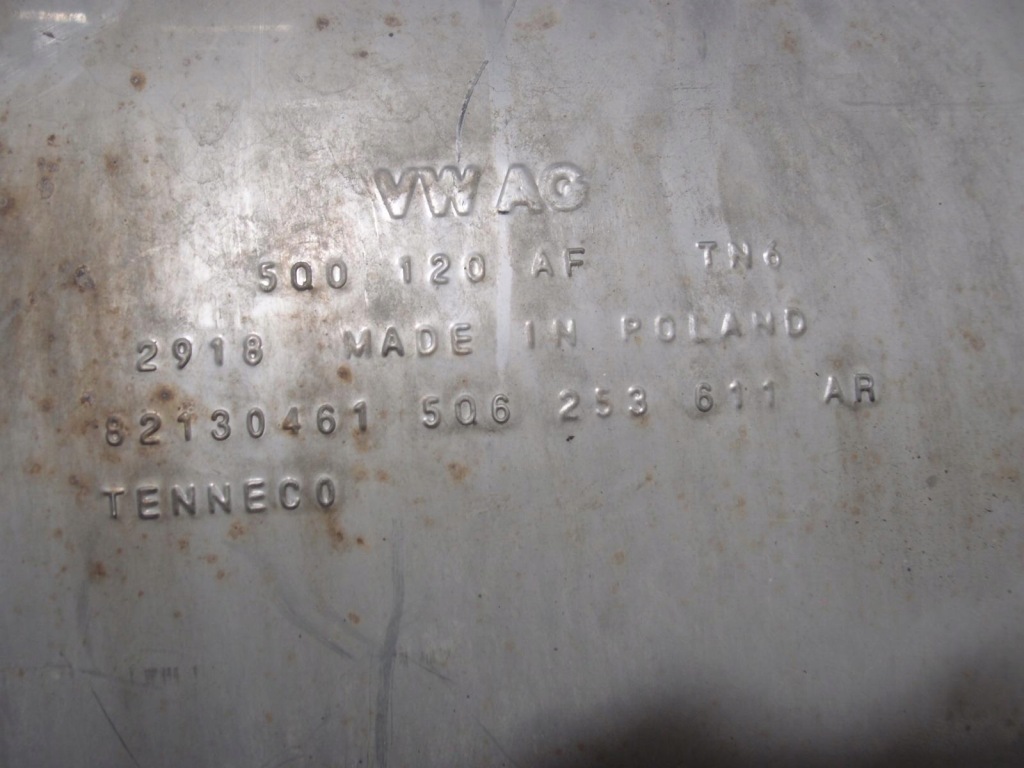 VW AG
5Q0 120 AF TN6
2918 MADE IN POLAND
82130461 5Q6 253 611 AR
TENNECO